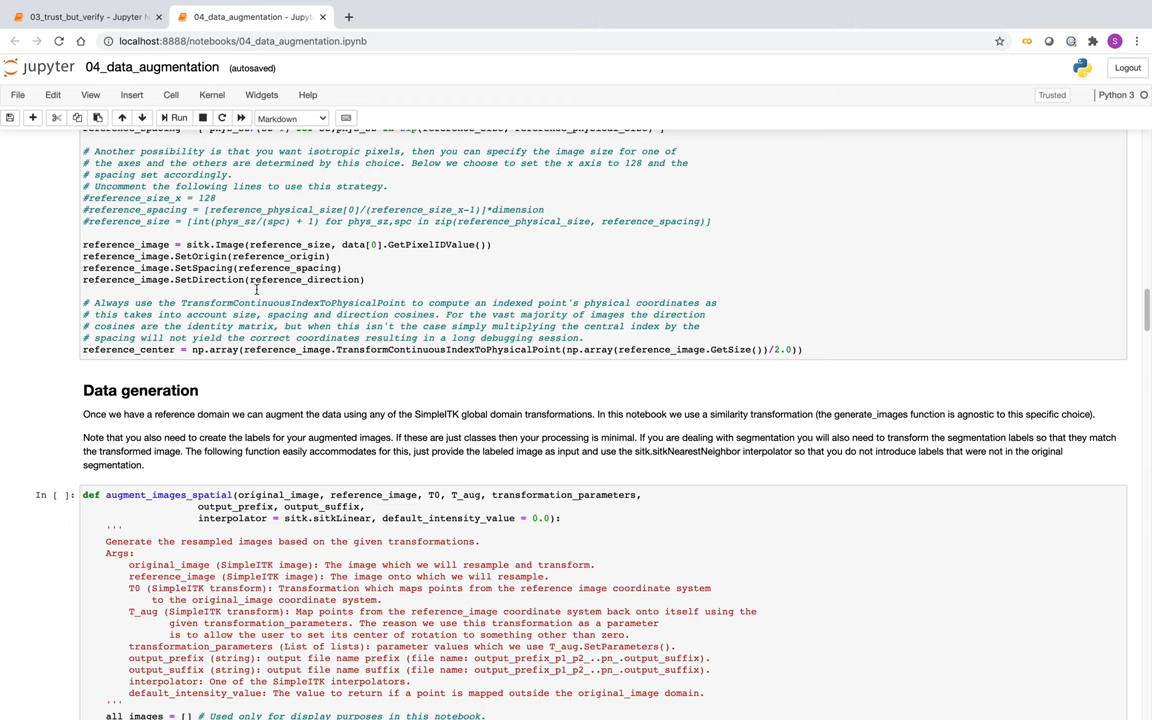 03_trust_but_verify - Jupyter N
04_data_augmentation - Jupyt
localhost:8888/notebooks/04_data_augmentation.ipynb
S
jupyter 04_data_augmentation (autosaved)
Logout
File Edit View Insert Cell Kernel Widgets Help
Trusted Python 3
Run Markdown
reference_spacing = [ phys_sz/(sz-1) for sz,phys_sz in zip(reference_size, reference_physical_size) ]
# Another possibility is that you want isotropic pixels, then you can specify the image size for one of
# the axes and the others are determined by this choice. Below we choose to set the x axis to 128 and the
# spacing set accordingly.
# Uncomment the following lines to use this strategy.
#reference_size_x = 128
#reference_spacing = [reference_physical_size[0]/(reference_size_x-1)]*dimension
#reference_size = [int(phys_sz/(spc) + 1) for phys_sz,spc in zip(reference_physical_size, reference_spacing)]
reference_image = sitk.Image(reference_size, data[0].GetPixelIDValue())
reference_image.SetOrigin(reference_origin)
reference_image.SetSpacing(reference_spacing)
reference_image.SetDirection(reference_direction)
# Always use the TransformContinuousIndexToPhysicalPoint to compute an indexed point's physical coordinates as
# this takes into account size, spacing and direction cosines. For the vast majority of images the direction
# cosines are the identity matrix, but when this isn't the case simply multiplying the central index by the
# spacing will not yield the correct coordinates resulting in a long debugging session.
reference_center = np.array(reference_image.TransformContinuousIndexToPhysicalPoint(np.array(reference_image.GetSize())/2.0))
Data generation
Once we have a reference domain we can augment the data using any of the SimpleITK global domain transformations. In this notebook we use a similarity transformation (the generate_images function is agnostic to this specific choice).
Note that you also need to create the labels for your augmented images. If these are just classes then your processing is minimal. If you are dealing with segmentation you will also need to transform the segmentation labels so that they match
the transformed image. The following function easily accommodates for this, just provide the labeled image as input and use the sitk.sitkNearestNeighbor interpolator so that you do not introduce labels that were not in the original
segmentation.
In [ ]: def augment_images_spatial(original_image, reference_image, T0, T_aug, transformation_parameters,
output_prefix, output_suffix,
interpolator = sitk.sitkLinear, default_intensity_value = 0.0):
'''
Generate the resampled images based on the given transformations.
Args:
original_image (SimpleITK image): The image which we will resample and transform.
reference_image (SimpleITK image): The image onto which we will resample.
T0 (SimpleITK transform): Transformation which maps points from the reference image coordinate system
to the original_image coordinate system.
T_aug (SimpleITK transform): Map points from the reference_image coordinate system back onto itself using the
given transformation_parameters. The reason we use this transformation as a parameter
is to allow the user to set its center of rotation to something other than zero.
transformation_parameters (List of lists): parameter values which we use T_aug.SetParameters().
output_prefix (string): output file name prefix (file name: output_prefix_p1_p2_..pn_.output_suffix).
output_suffix (string): output file name suffix (file name: output_prefix_p1_p2_..pn_.output_suffix).
interpolator: One of the SimpleITK interpolators.
default_intensity_value: The value to return if a point is mapped outside the original_image domain.
'''
all_images = [] # Used only for display purposes in this notebook.